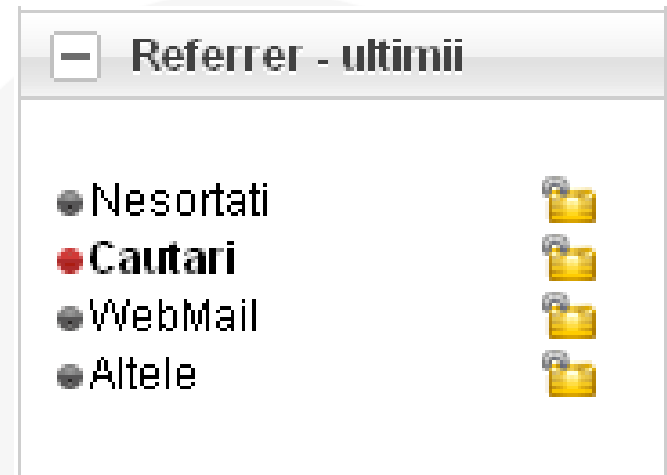 Referrer - ultimii
Nesortati
Cautari
WebMail
Altele